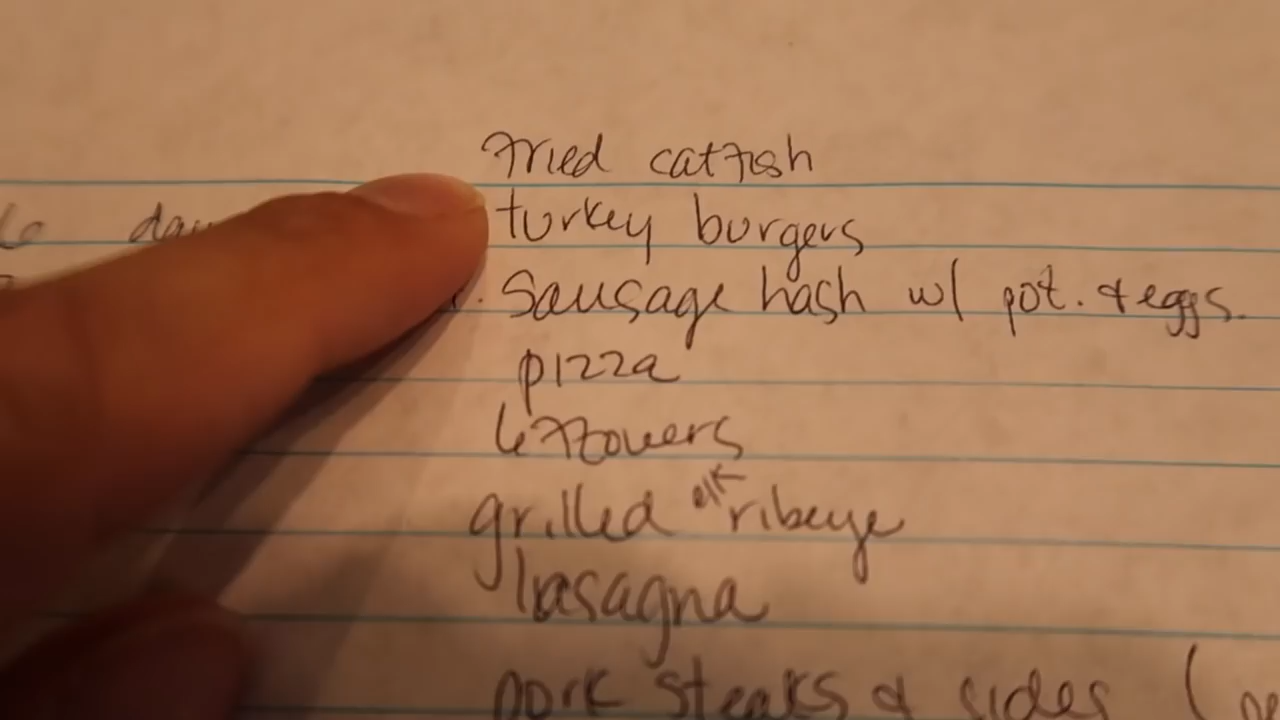 fried catfish
turkey burgers
sausage hash w/ pot. & eggs.
pizza
leftovers
grilled elk ribeye
lasagna
pork steaks & sides (